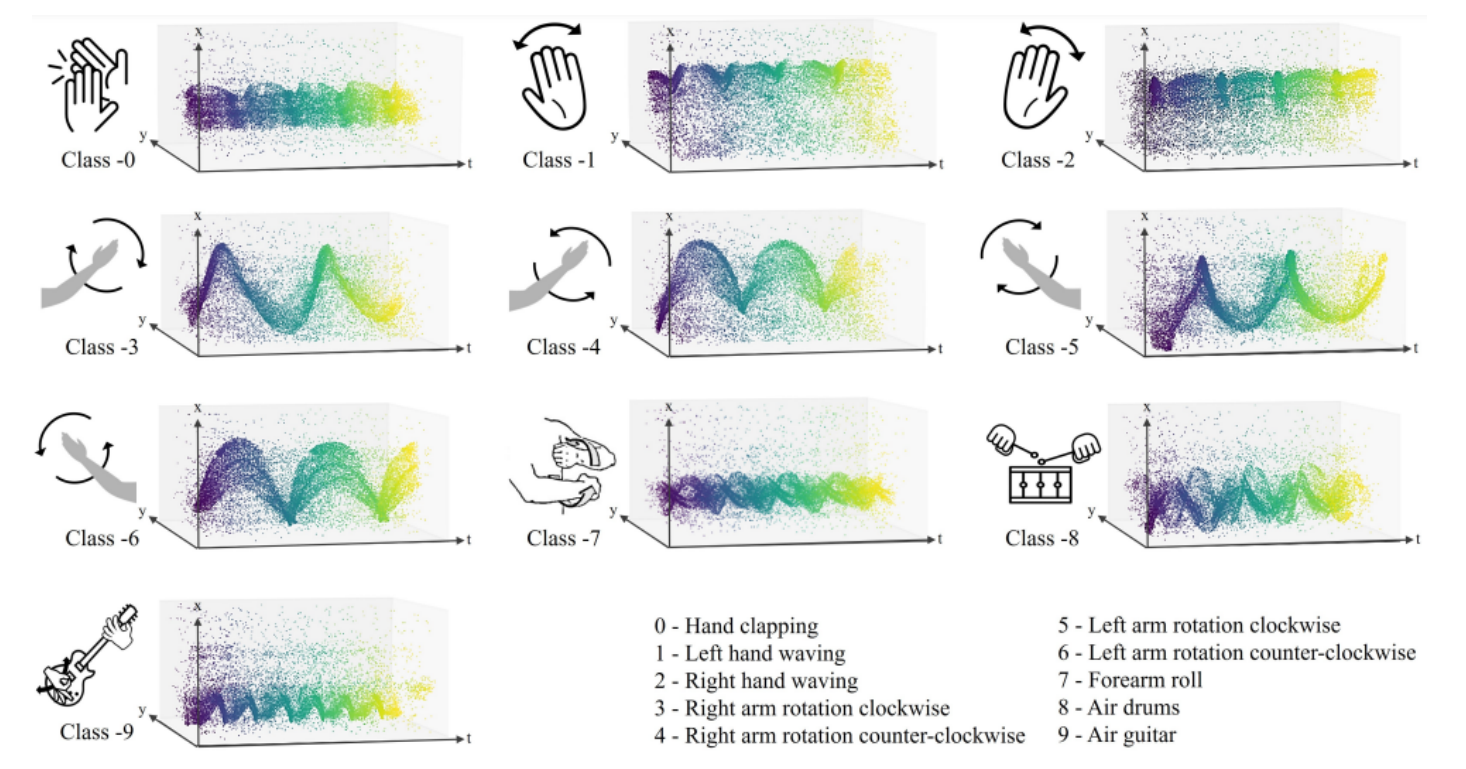 x
y
t
Class -0
x
y
t
Class -1
x
y
t
Class -2
x
y
t
Class -3
x
y
t
Class -4
x
y
t
Class -5
x
y
t
Class -6
x
y
t
Class -7
x
y
t
Class -8
x
y
t
Class -9
0 - Hand clapping
1 - Left hand waving
2 - Right hand waving
3 - Right arm rotation clockwise
4 - Right arm rotation counter-clockwise
5 - Left arm rotation clockwise
6 - Left arm rotation counter-clockwise
7 - Forearm roll
8 - Air drums
9 - Air guitar